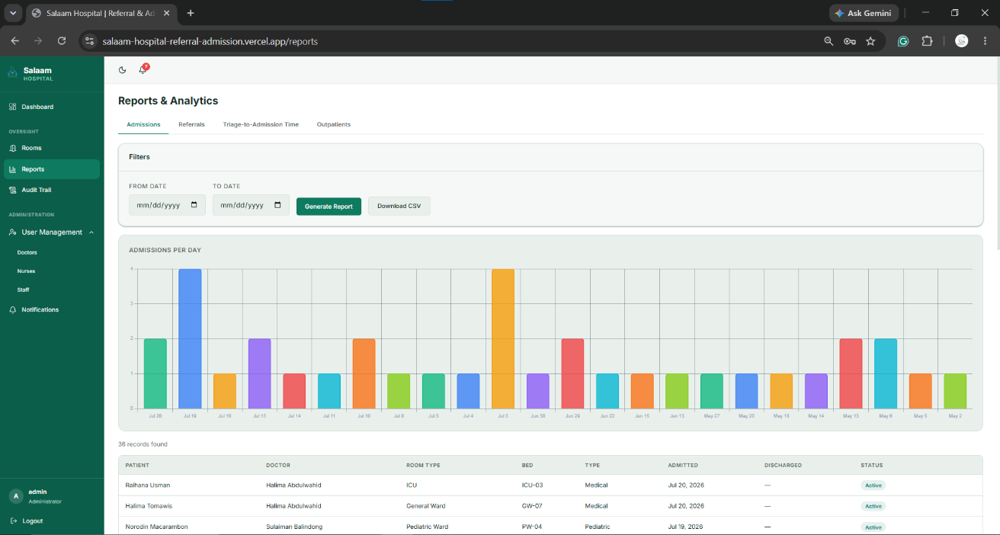 Salaam Hospital | Referral & Ad
Ask Gemini
salaam-hospital-referral-admission.vercel.app/reports
Salaam
HOSPITAL
7
Dashboard
OVERSIGHT
Rooms
Reports
Audit Trail
ADMINISTRATION
User Management
Doctors
Nurses
Staff
Notifications
A
admin
Administrator
Logout
Reports & Analytics
Admissions Referrals Triage-to-Admission Time Outpatients
Filters
FROM DATE TO DATE
mm/dd/yyyy mm/dd/yyyy Generate Report Download CSV
ADMISSIONS PER DAY
4
3
2
1
0
Jul 20 Jul 19 Jul 18 Jul 15 Jul 14 Jul 11 Jul 10 Jul 8 Jul 5 Jul 4 Jul 3 Jun 30 Jun 29 Jun 22 Jun 15 Jun 13 May 27 May 20 May 18 May 14 May 13 May 6 May 5 May 2
36 records found
PATIENT DOCTOR ROOM TYPE BED TYPE ADMITTED DISCHARGED STATUS
Raihana Usman Halima Abdulwahid ICU ICU-03 Medical Jul 20, 2026 — Active
Halima Tomawis Halima Abdulwahid General Ward GW-07 Medical Jul 20, 2026 — Active
Norodin Macarambon Sulaiman Balindong Pediatric Ward PW-04 Pediatric Jul 19, 2026 — Active